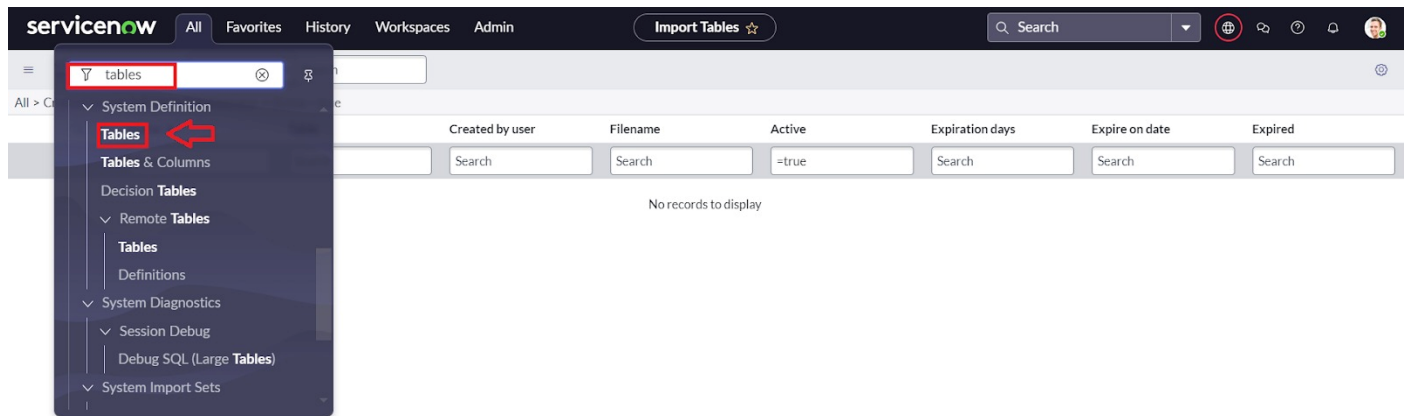 servicenow All Favorites History Workspaces Admin Import Tables Search
tables
All > Cr
System Definition
Tables
Created by user Filename Active Expiration days Expire on date Expired
Tables & Columns
Search Search =true Search Search Search
Decision Tables
No records to display
Remote Tables
Tables
Definitions
System Diagnostics
Session Debug
Debug SQL (Large Tables)
System Import Sets